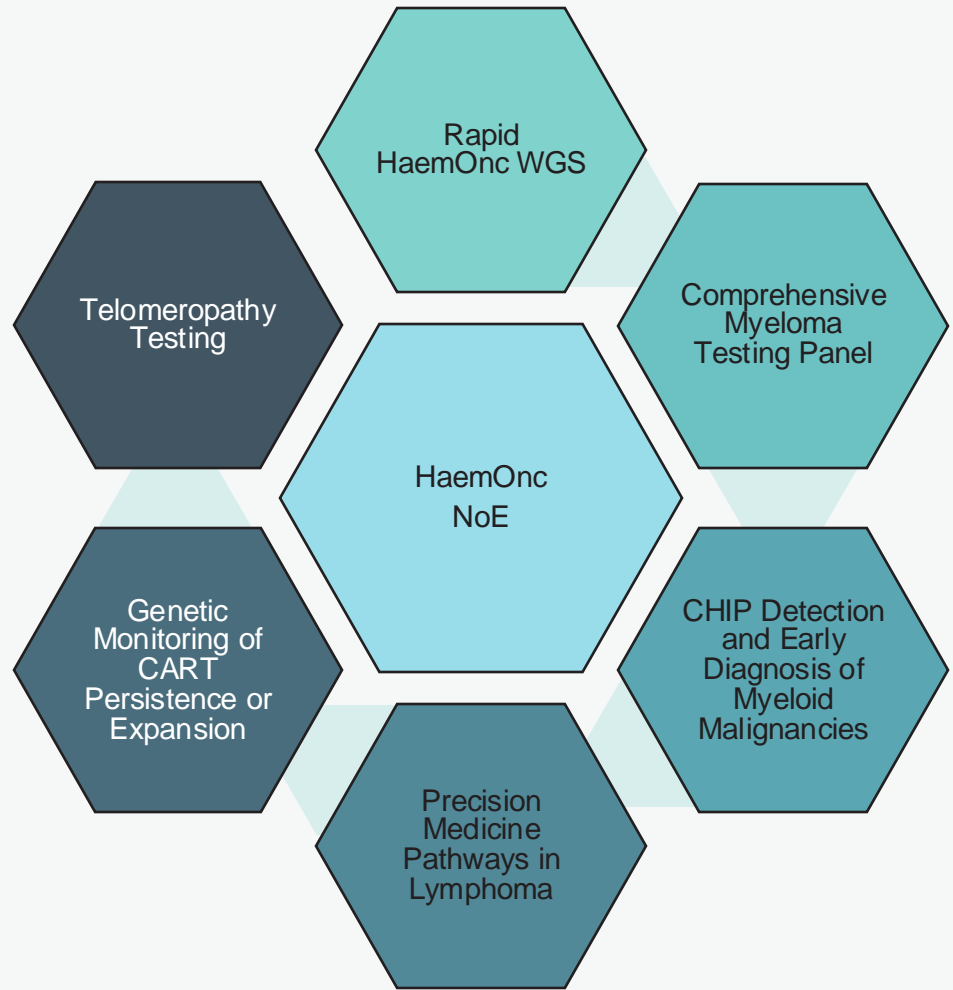 Rapid
HaemOnc WGS
Comprehensive
Myeloma
Testing Panel
CHIP Detection
and Early
Diagnosis of
Myeloid
Malignancies
Precision
Medicine
Pathways in
Lymphoma
Genetic
Monitoring of
CART
Persistence or
Expansion
Telomeropathy
Testing
HaemOnc
NoE